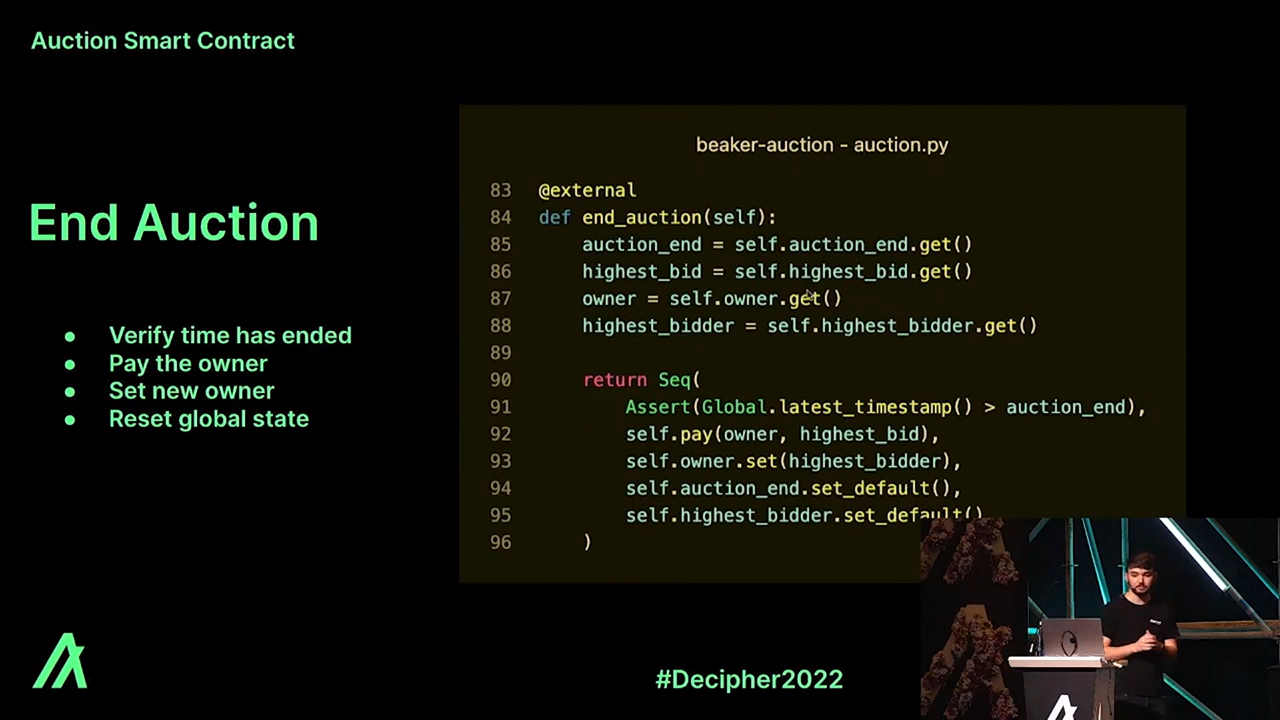 Auction Smart Contract
End Auction
● Verify time has ended
● Pay the owner
● Set new owner
● Reset global state
beaker-auction - auction.py
83 @external
84 def end_auction(self):
85     auction_end = self.auction_end.get()
86     highest_bid = self.highest_bid.get()
87     owner = self.owner.get()
88     highest_bidder = self.highest_bidder.get()
89
90     return Seq(
91         Assert(Global.latest_timestamp() > auction_end),
92         self.pay(owner, highest_bid),
93         self.owner.set(highest_bidder),
94         self.auction_end.set_default(),
95         self.highest_bidder.set_default()
96     )
#Decipher2022